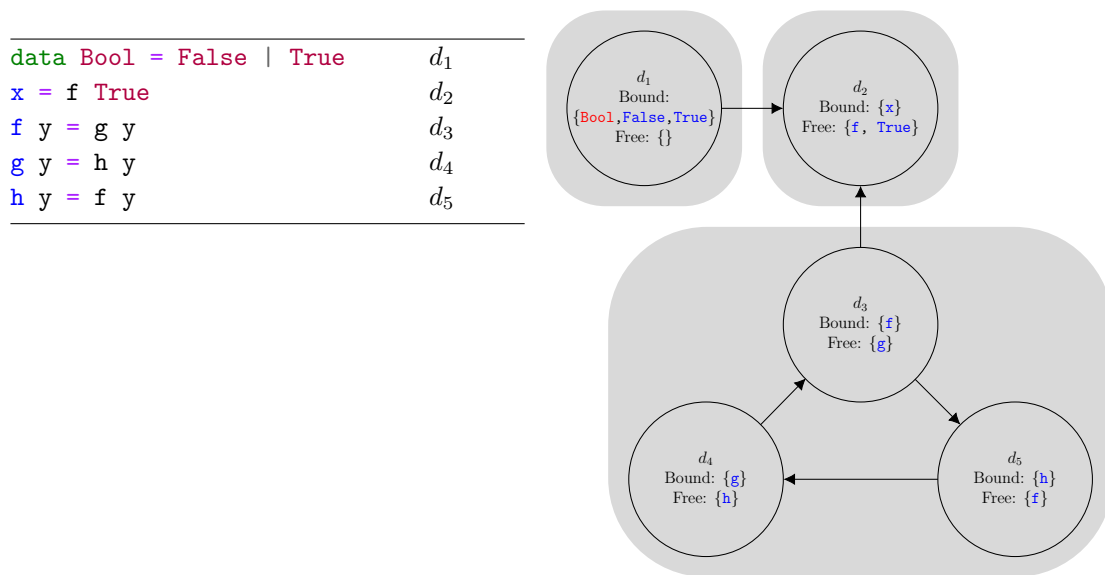 data Bool = False | True d₁
x = f True d₂
f y = g y d₃
g y = h y d₄
h y = f y d₅
d₁
Bound:
{Bool,False,True}
Free: {}
d₂
Bound: {x}
Free: {f, True}
d₃
Bound: {f}
Free: {g}
d₄
Bound: {g}
Free: {h}
d₅
Bound: {h}
Free: {f}